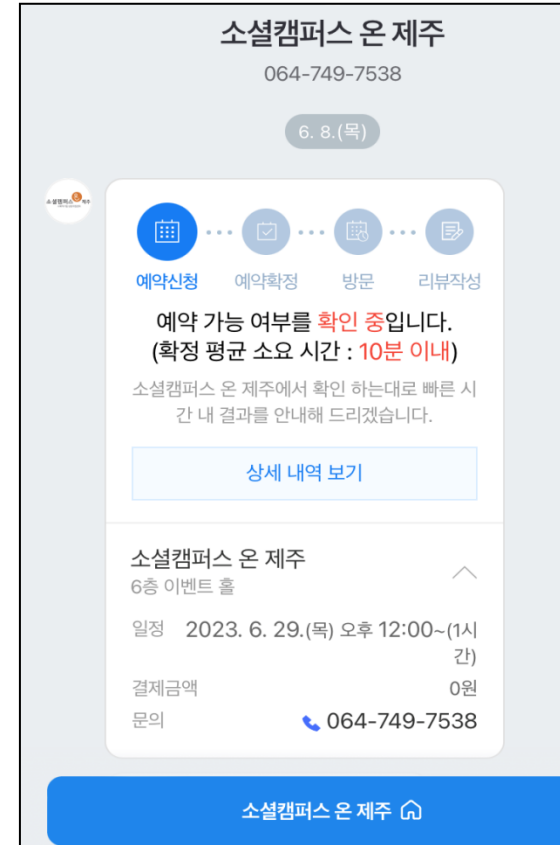 소셜캠퍼스 온 제주
064-749-7538
6. 8.(목)
예약신청 예약확정 방문 리뷰작성
예약 가능 여부를 확인 중입니다.
(확정 평균 소요 시간 : 10분 이내)
소셜캠퍼스 온 제주에서 확인 하는대로 빠른 시
간 내 결과를 안내해 드리겠습니다.
상세 내역 보기
소셜캠퍼스 온 제주
6층 이벤트 홀
일정 2023. 6. 29.(목) 오후 12:00~(1시
간)
결제금액 0원
문의 064-749-7538
소셜캠퍼스 온 제주